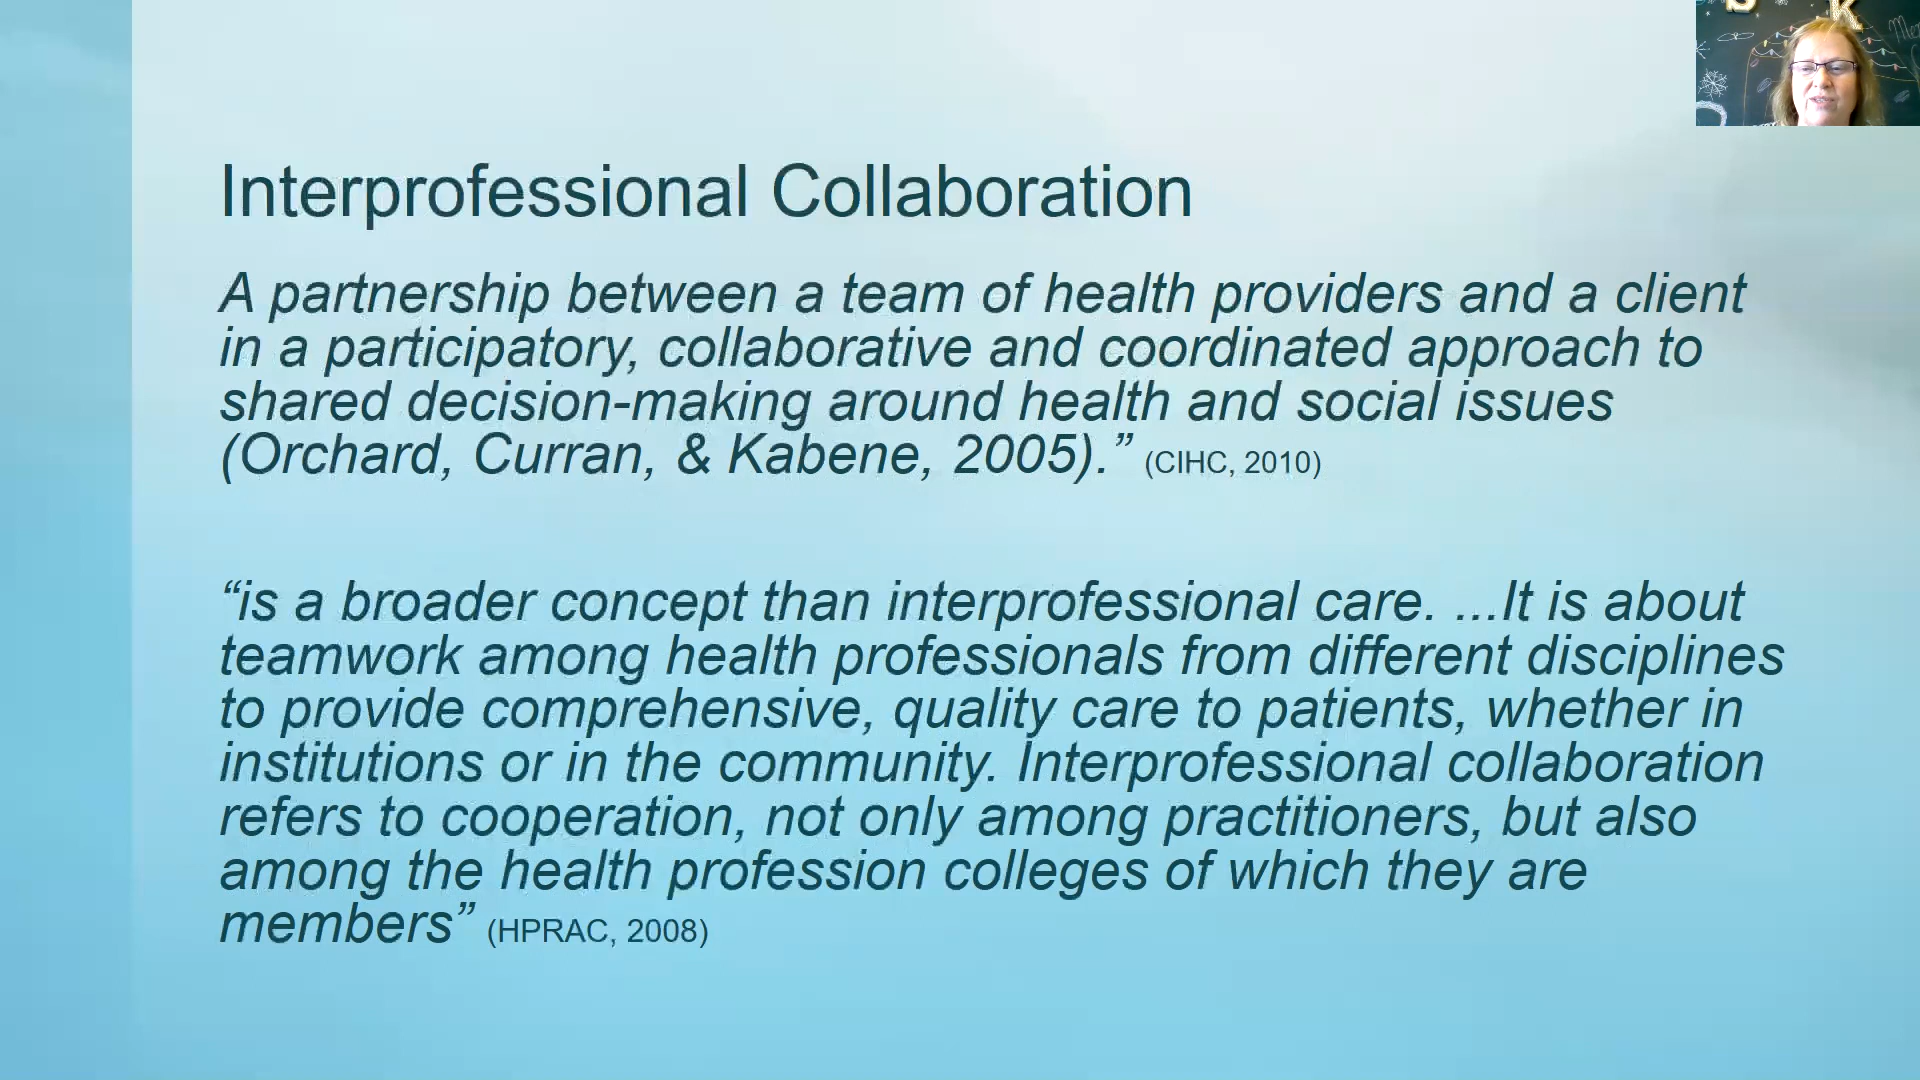 S K
Interprofessional Collaboration
A partnership between a team of health providers and a client
in a participatory, collaborative and coordinated approach to
shared decision-making around health and social issues
(Orchard, Curran, & Kabene, 2005).” (CIHC, 2010)
“is a broader concept than interprofessional care. ...It is about
teamwork among health professionals from different disciplines
to provide comprehensive, quality care to patients, whether in
institutions or in the community. Interprofessional collaboration
refers to cooperation, not only among practitioners, but also
among the health profession colleges of which they are
members” (HPRAC, 2008)